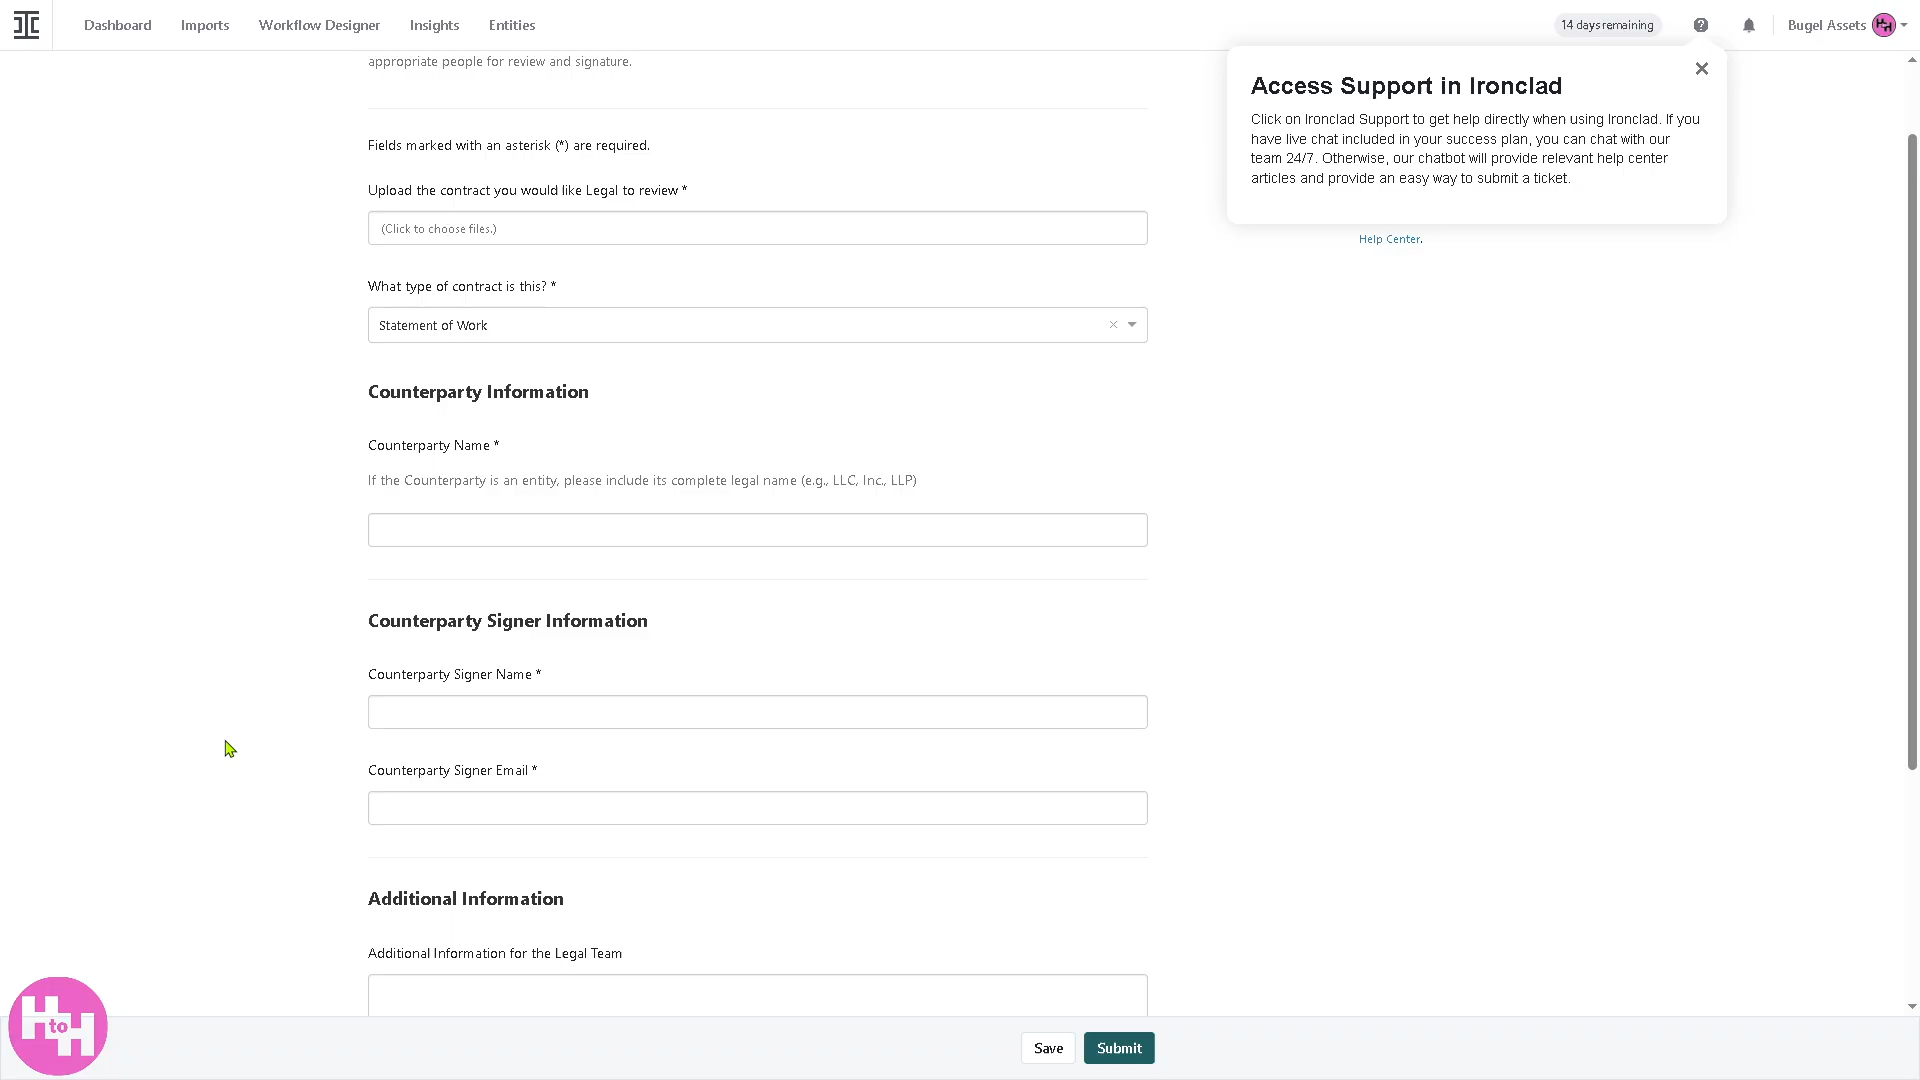 Dashboard
Imports
Workflow Designer
Insights
Entities
14 days remaining
Bugel Assets
HH
appropriate people for review and signature.
Access Support in Ironclad
Click on Ironclad Support to get help directly when using Ironclad. If you
have live chat included in your success plan, you can chat with our
team 24/7. Otherwise, our chatbot will provide relevant help center
articles and provide an easy way to submit a ticket.
Help Center.
Fields marked with an asterisk (*) are required.
Upload the contract you would like Legal to review *
(Click to choose files.)
What type of contract is this? *
Statement of Work
Counterparty Information
Counterparty Name *
If the Counterparty is an entity, please include its complete legal name (e.g., LLC, Inc., LLP)
Counterparty Signer Information
Counterparty Signer Name *
Counterparty Signer Email *
Additional Information
Additional Information for the Legal Team
H to H
Save
Submit